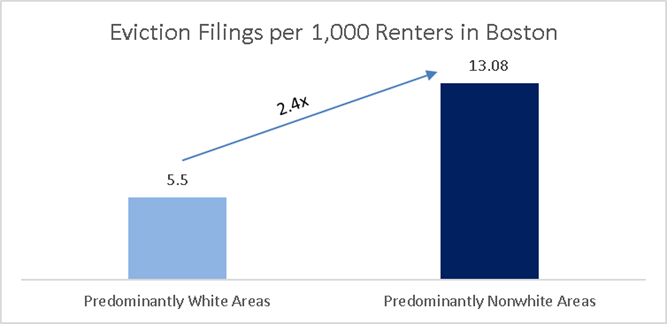 Eviction Filings per 1,000 Renters in Boston
13.08
2.4x
5.5
Predominantly White Areas
Predominantly Nonwhite Areas